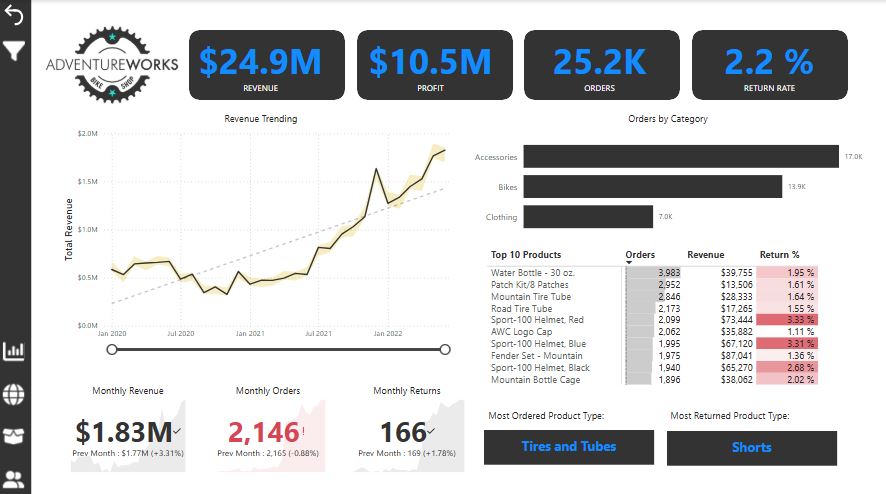 ADVENTUREWORKS
BIKE SHOP
$24.9M
REVENUE
$10.5M
PROFIT
25.2K
ORDERS
2.2 %
RETURN RATE
Revenue Trending
Total Revenue
$2.0M
$1.5M
$1.0M
$0.5M
$0.0M
Jan 2020
Jul 2020
Jan 2021
Jul 2021
Jan 2022
Orders by Category
Accessories 17.0K
Bikes 13.9K
Clothing 7.0K
Top 10 Products Orders Revenue Return %
Water Bottle - 30 oz. 3,983 $39,755 1.95 %
Patch Kit/8 Patches 2,952 $13,506 1.61 %
Mountain Tire Tube 2,846 $28,333 1.64 %
Road Tire Tube 2,173 $17,265 1.55 %
Sport-100 Helmet, Red 2,099 $73,444 3.33 %
AWC Logo Cap 2,062 $35,882 1.11 %
Sport-100 Helmet, Blue 1,995 $67,120 3.31 %
Fender Set - Mountain 1,975 $87,041 1.36 %
Sport-100 Helmet, Black 1,940 $65,270 2.68 %
Mountain Bottle Cage 1,896 $38,062 2.02 %
Monthly Revenue
$1.83M
Prev Month : $1.77M (+3.31%)
Monthly Orders
2,146!
Prev Month : 2,165 (-0.88%)
Monthly Returns
166
Prev Month : 169 (+1.78%)
Most Ordered Product Type:
Tires and Tubes
Most Returned Product Type:
Shorts